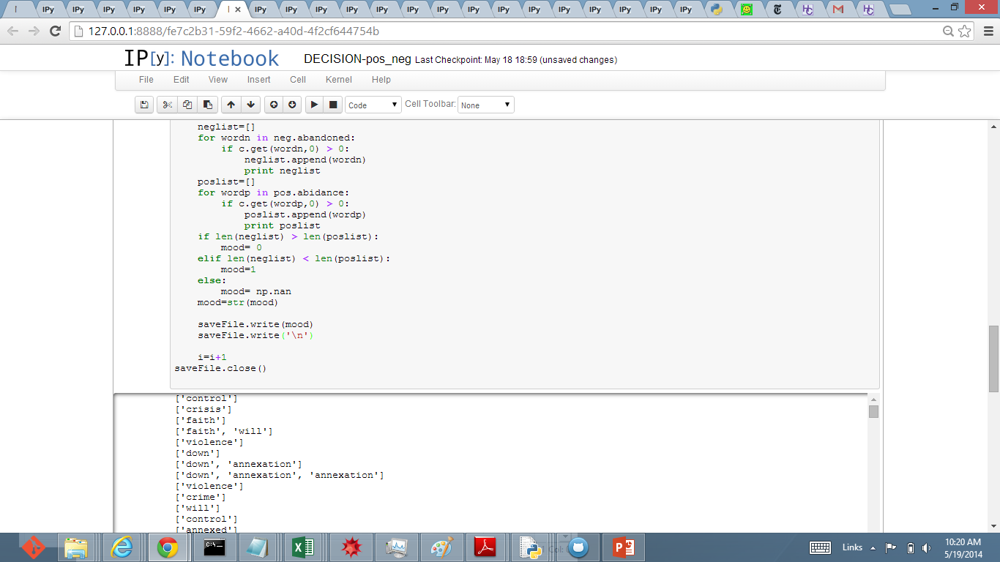 IPy IPy IPy IPy IPy IPy IPy IPy IPy IPy IPy IPy IPy IPy IPy IPy IPy IPy IPy IPy IPy
127.0.0.1:8888/fe7c2b31-59f2-4662-a40d-4f2cf644754b
IP[y]: Notebook DECISION-pos_neg Last Checkpoint: May 18 18:59 (unsaved changes)
File Edit View Insert Cell Kernel Help
Code Cell Toolbar: None
neglist=[]
for wordn in neg.abandoned:
if c.get(wordn,0) > 0:
neglist.append(wordn)
print neglist
poslist=[]
for wordp in pos.abidance:
if c.get(wordp,0) > 0:
poslist.append(wordp)
print poslist
if len(neglist) > len(poslist):
mood= 0
elif len(neglist) < len(poslist):
mood=1
else:
mood= np.nan
mood=str(mood)
saveFile.write(mood)
saveFile.write('\n')
i=i+1
saveFile.close()
['control']
['crisis']
['faith']
['faith', 'will']
['violence']
['down']
['down', 'annexation']
['down', 'annexation', 'annexation']
['violence']
['crime']
['will']
['control']
['annexed']
Links 10:20 AM
5/19/2014